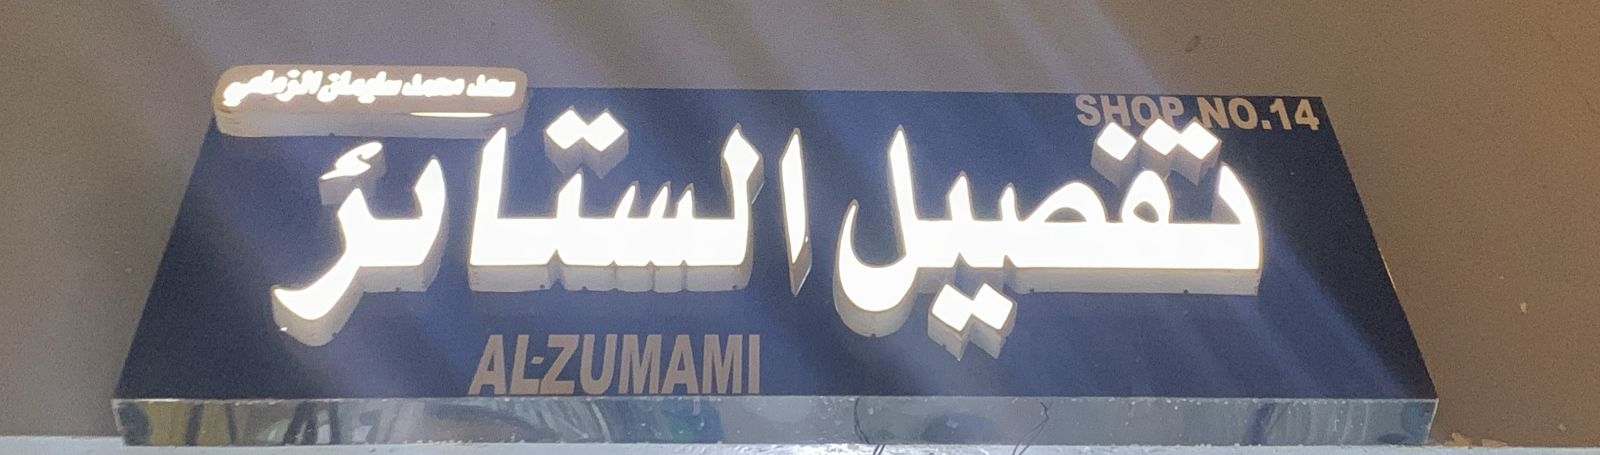 سعد محمد سليمان الزمامي
SHOP NO.14
تفصيل الستائر
AL-ZUMAMI